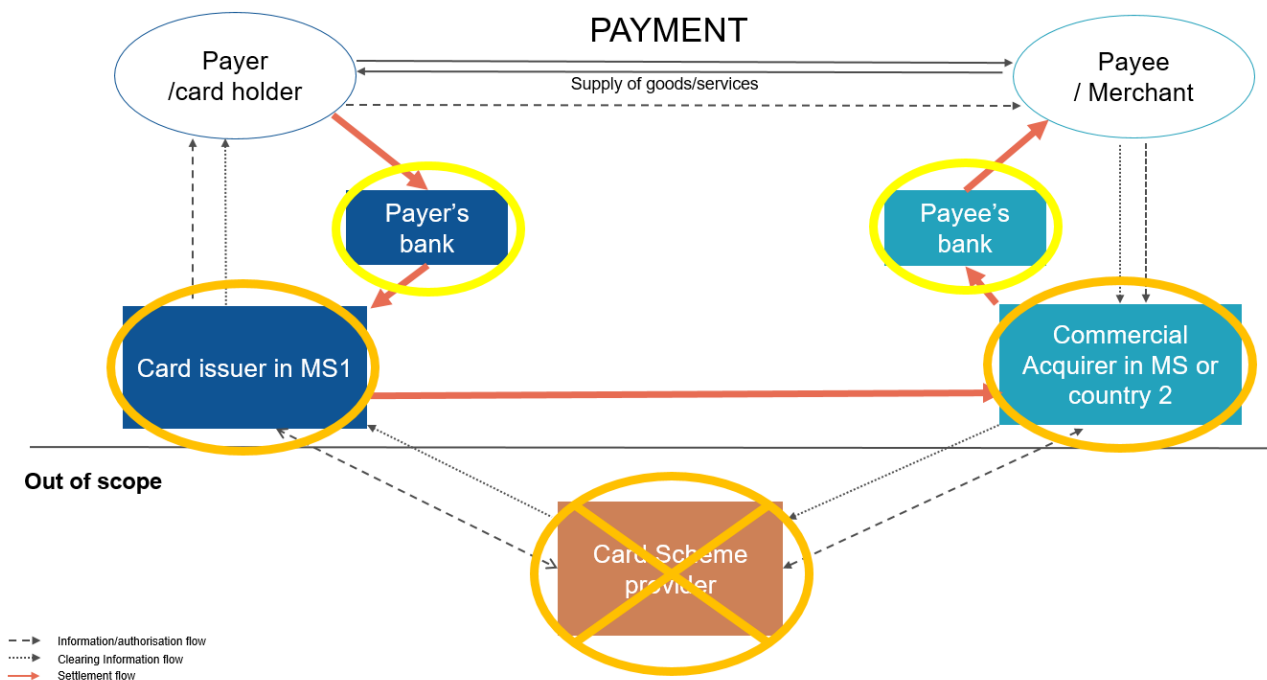 PAYMENT
Payer
/card holder
Payee
/ Merchant
Supply of goods/services
Payer’s
bank
Payee’s
bank
Card issuer in MS1
Commercial
Acquirer in MS or
country 2
Out of scope
Card Scheme
provider
Information/authorisation flow
Clearing Information flow
Settlement flow